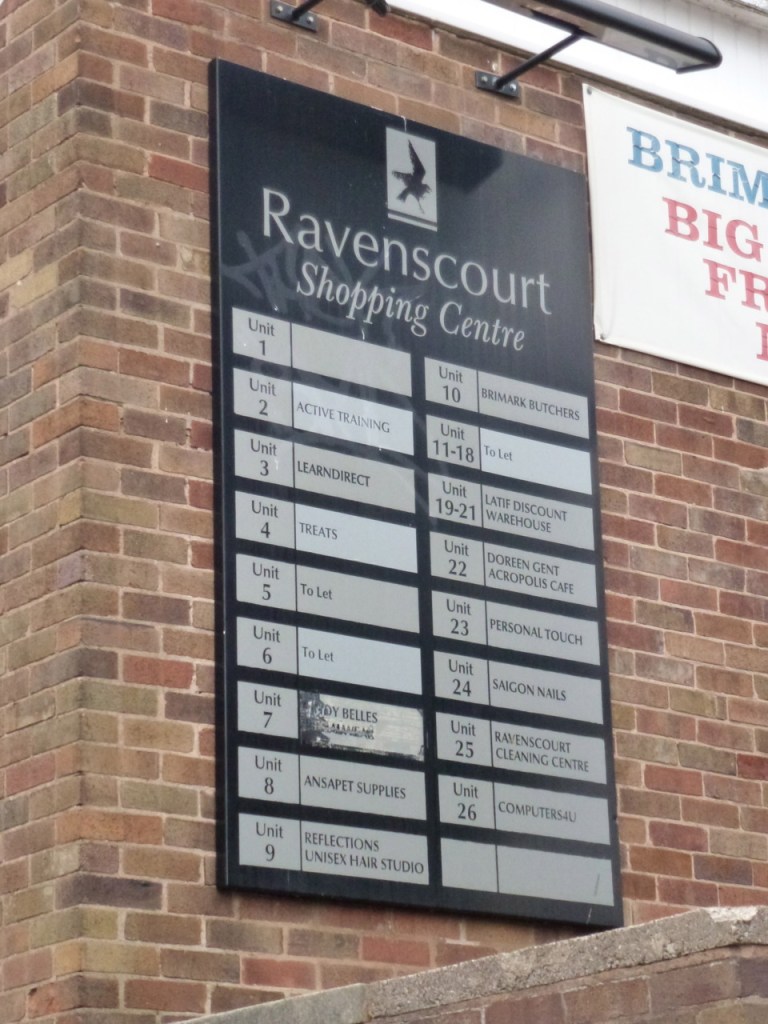 Ravenscourt
Shopping Centre
Unit
1
Unit
2
ACTIVE TRAINING
Unit
3
LEARNDIRECT
Unit
4
TREATS
Unit
5
To Let
Unit
6
To Let
Unit
7
BELLES
Unit
8
ANSAPET SUPPLIES
Unit
9
REFLECTIONS
UNISEX HAIR STUDIO
Unit
10
BRIMARK BUTCHERS
Unit
11-18
To Let
Unit
19-21
LATIF DISCOUNT
WAREHOUSE
Unit
22
DOREEN GENT
ACROPOLIS CAFE
Unit
23
PERSONAL TOUCH
Unit
24
SAIGON NAILS
Unit
25
RAVENSCOURT
CLEANING CENTRE
Unit
26
COMPUTERS4U
BRIM
BIG
FR